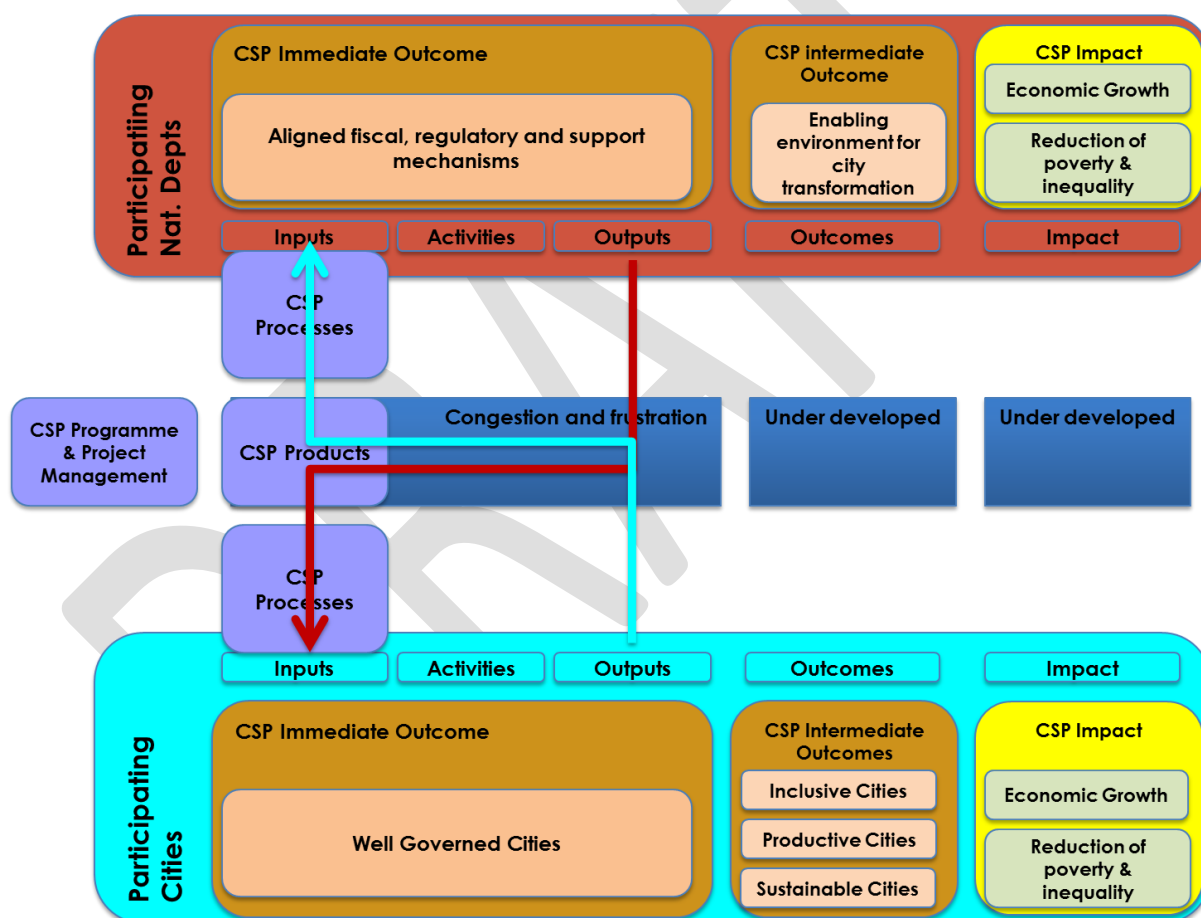 Participatiing
Nat. Depts
CSP Immediate Outcome
Aligned fiscal, regulatory and support
mechanisms
CSP intermediate
Outcome
Enabling
environment for
city
transformation
CSP Impact
Economic Growth
Reduction of
poverty &
inequality
Inputs
Activities
Outputs
Outcomes
Impact
CSP
Processes
CSP Programme
& Project
Management
CSP Products
Congestion and frustration
Under developed
Under developed
CSP
Processes
Participating
Cities
Inputs
Activities
Outputs
Outcomes
Impact
CSP Immediate Outcome
Well Governed Cities
CSP Intermediate
Outcomes
Inclusive Cities
Productive Cities
Sustainable Cities
CSP Impact
Economic Growth
Reduction of
poverty &
inequality
DRAFT